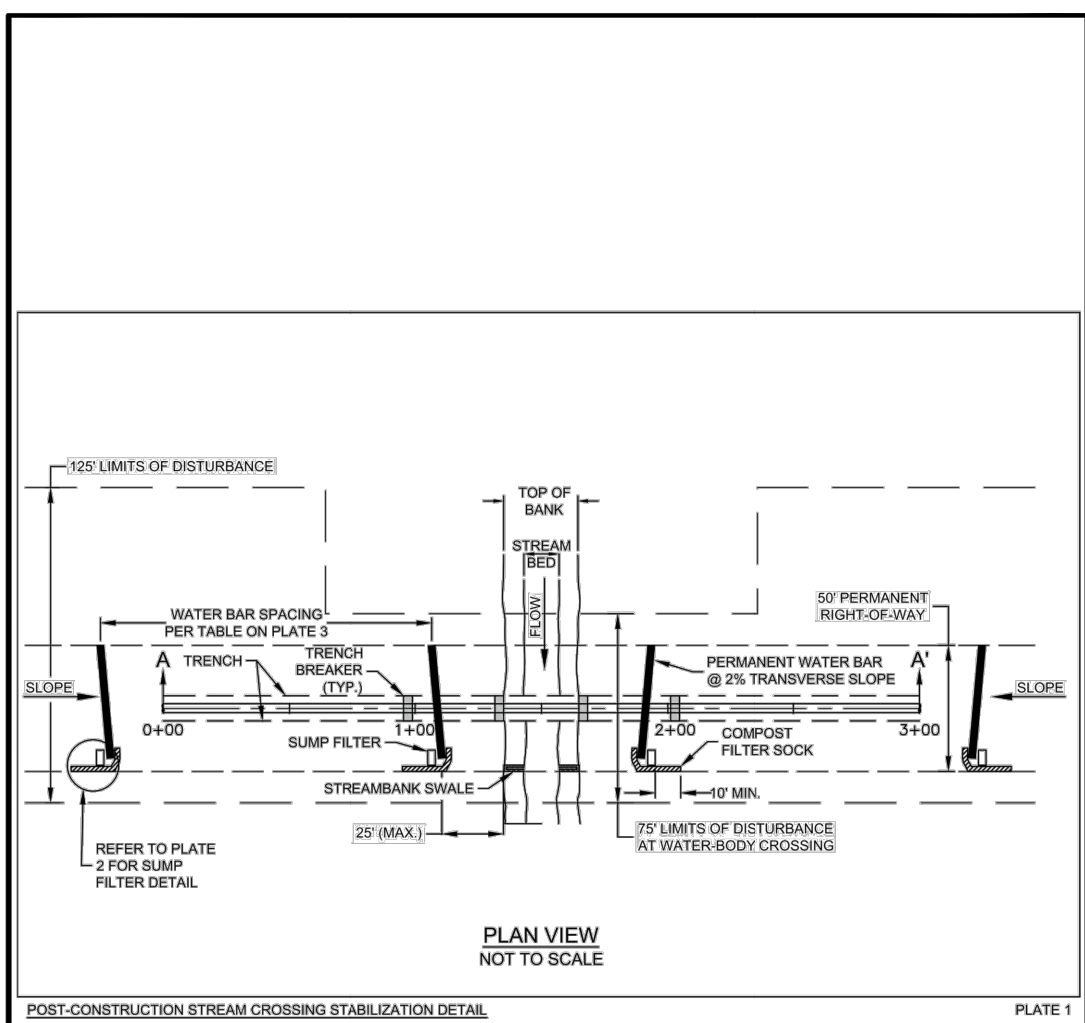 125' LIMITS OF DISTURBANCE
TOP OF
BANK
STREAM
BED
FLOW
WATER BAR SPACING
PER TABLE ON PLATE 3
50' PERMANENT
RIGHT-OF-WAY
A
TRENCH
TRENCH
BREAKER
(TYP.)
PERMANENT WATER BAR
@ 2% TRANSVERSE SLOPE
A'
SLOPE
SLOPE
0+00
1+00
2+00
3+00
SUMP FILTER
COMPOST
FILTER SOCK
STREAMBANK SWALE
10' MIN.
25' (MAX.)
75' LIMITS OF DISTURBANCE
AT WATER-BODY CROSSING
REFER TO PLATE
2 FOR SUMP
FILTER DETAIL
PLAN VIEW
NOT TO SCALE
POST-CONSTRUCTION STREAM CROSSING STABILIZATION DETAIL
PLATE 1